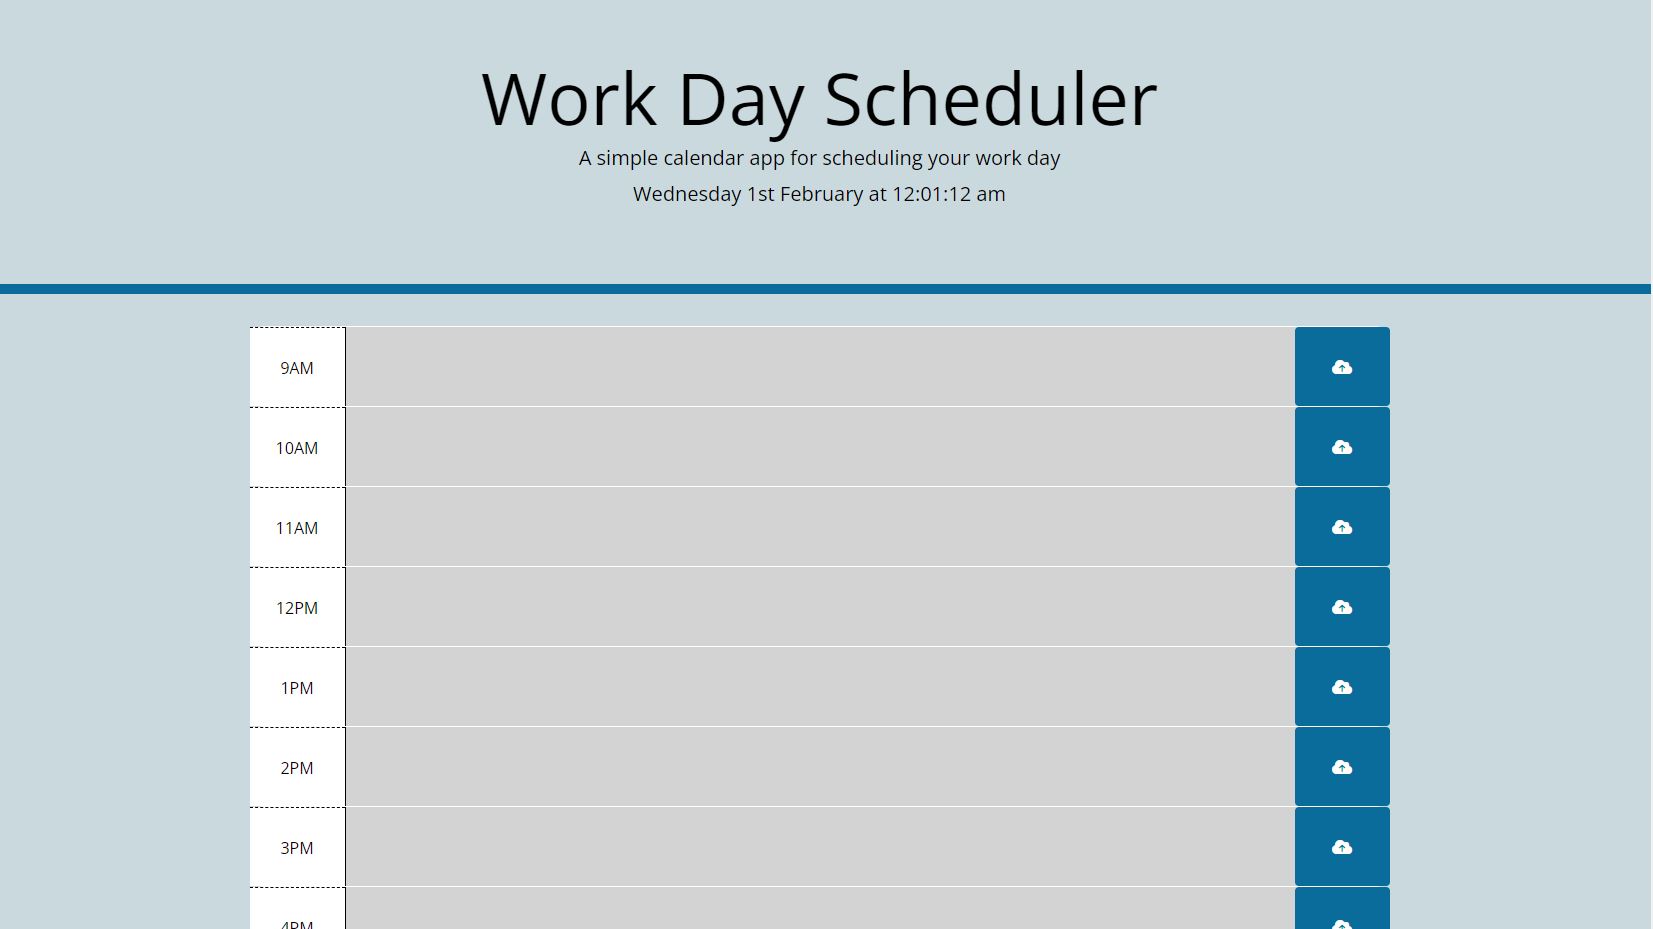 Work Day Scheduler
A simple calendar app for scheduling your work day
Wednesday 1st February at 12:01:12 am
9AM
10AM
11AM
12PM
1PM
2PM
3PM
4PM